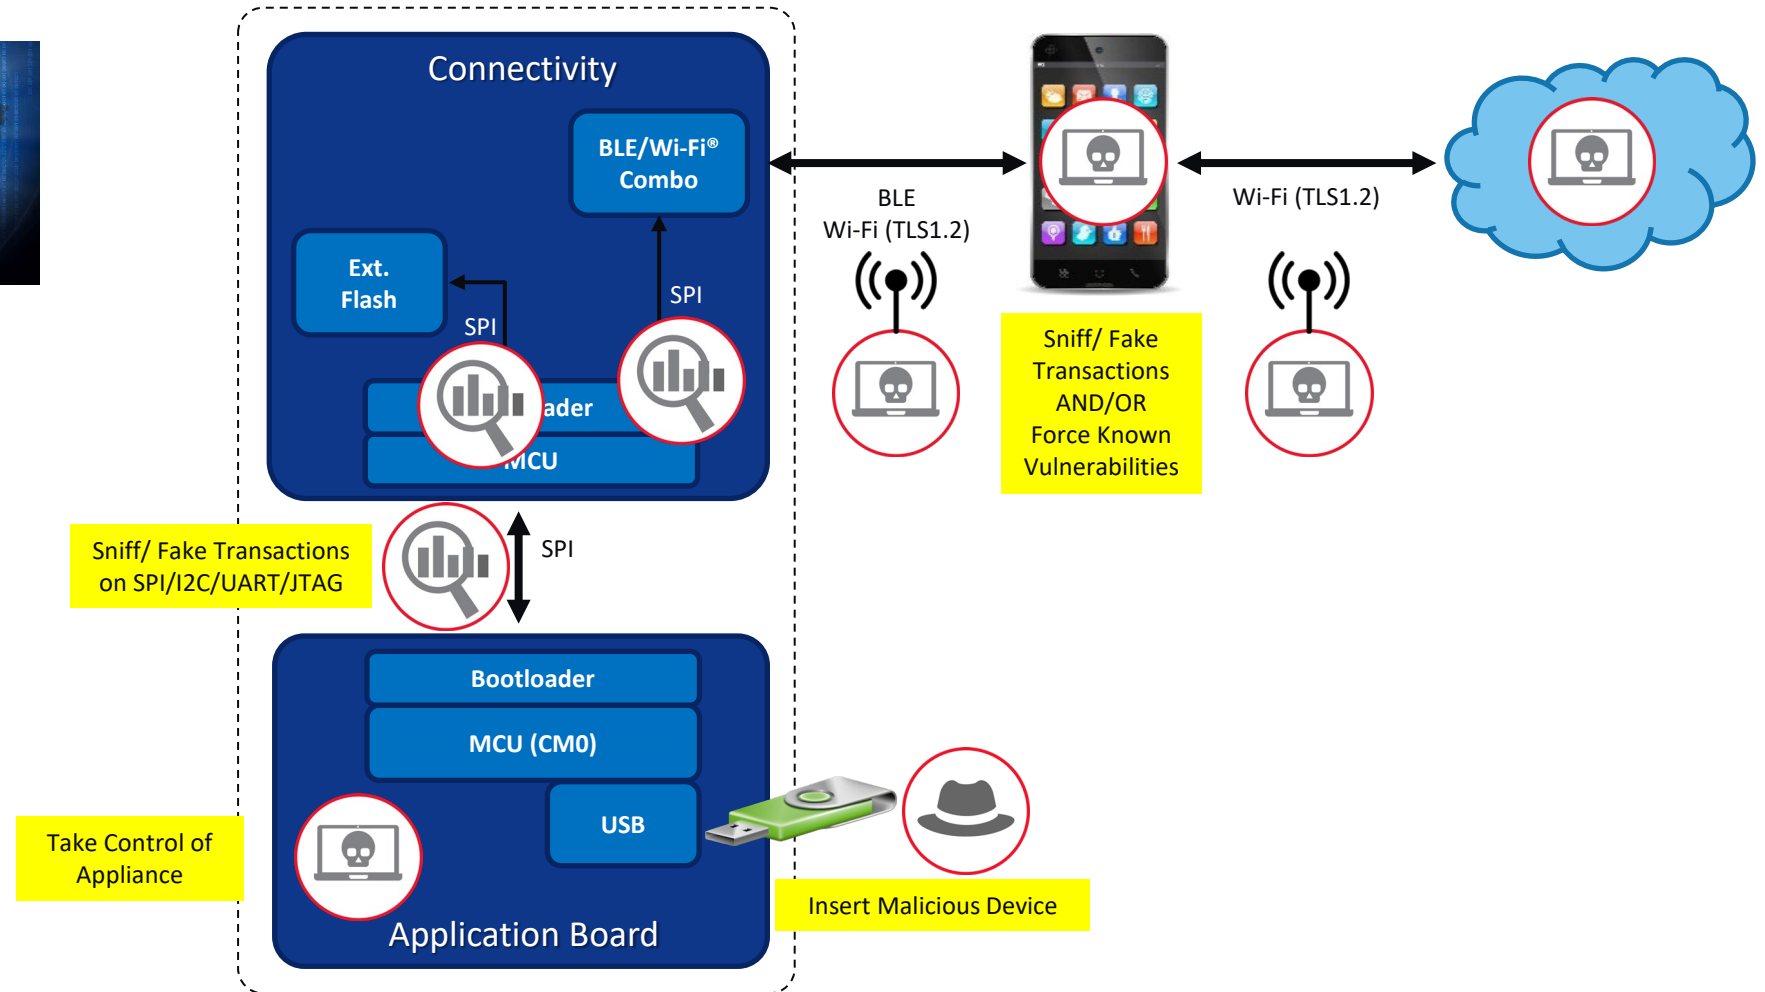 Connectivity
BLE/Wi-Fi®
Combo
Ext.
Flash
SPI
SPI
ader
MCU
BLE
Wi-Fi (TLS1.2)
Wi-Fi (TLS1.2)
Sniff/ Fake
Transactions
AND/OR
Force Known
Vulnerabilities
Sniff/ Fake Transactions
on SPI/I2C/UART/JTAG
SPI
Bootloader
MCU (CM0)
USB
Take Control of
Appliance
Insert Malicious Device
Application Board